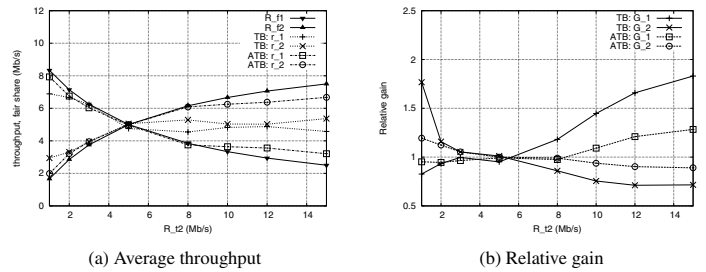 12
10
8
6
4
2
0
2 4 6 8 10 12 14
throughput, fair share (Mb/s)
R_t2 (Mb/s)
R_f1
R_f2
TB: r_1
TB: r_2
ATB: r_1
ATB: r_2
(a) Average throughput
2.5
2
1.5
1
0.5
2 4 6 8 10 12 14
Relative gain
R_t2 (Mb/s)
TB: G_1
TB: G_2
ATB: G_1
ATB: G_2
(b) Relative gain